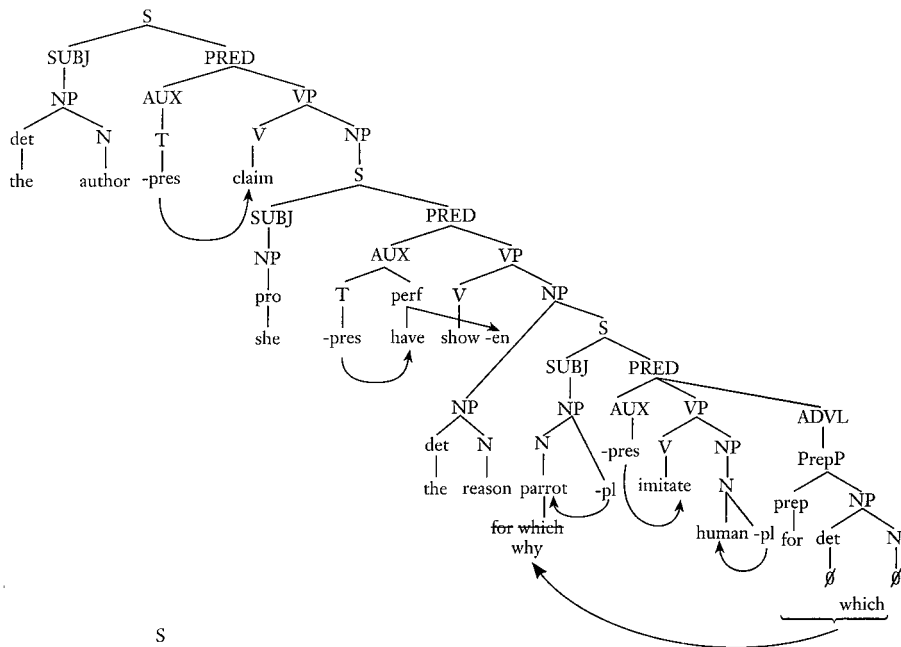 S
SUBJ PRED
NP AUX VP
det N T V NP
the author -pres claim S
SUBJ PRED
NP AUX VP
pro T perf V NP
she -pres have show -en S
SUBJ PRED
NP NP AUX VP ADVL
det N N -pres V NP PrepP
the reason parrot -pl imitate N prep NP
for which human -pl for det N
why
ø ø
which
S